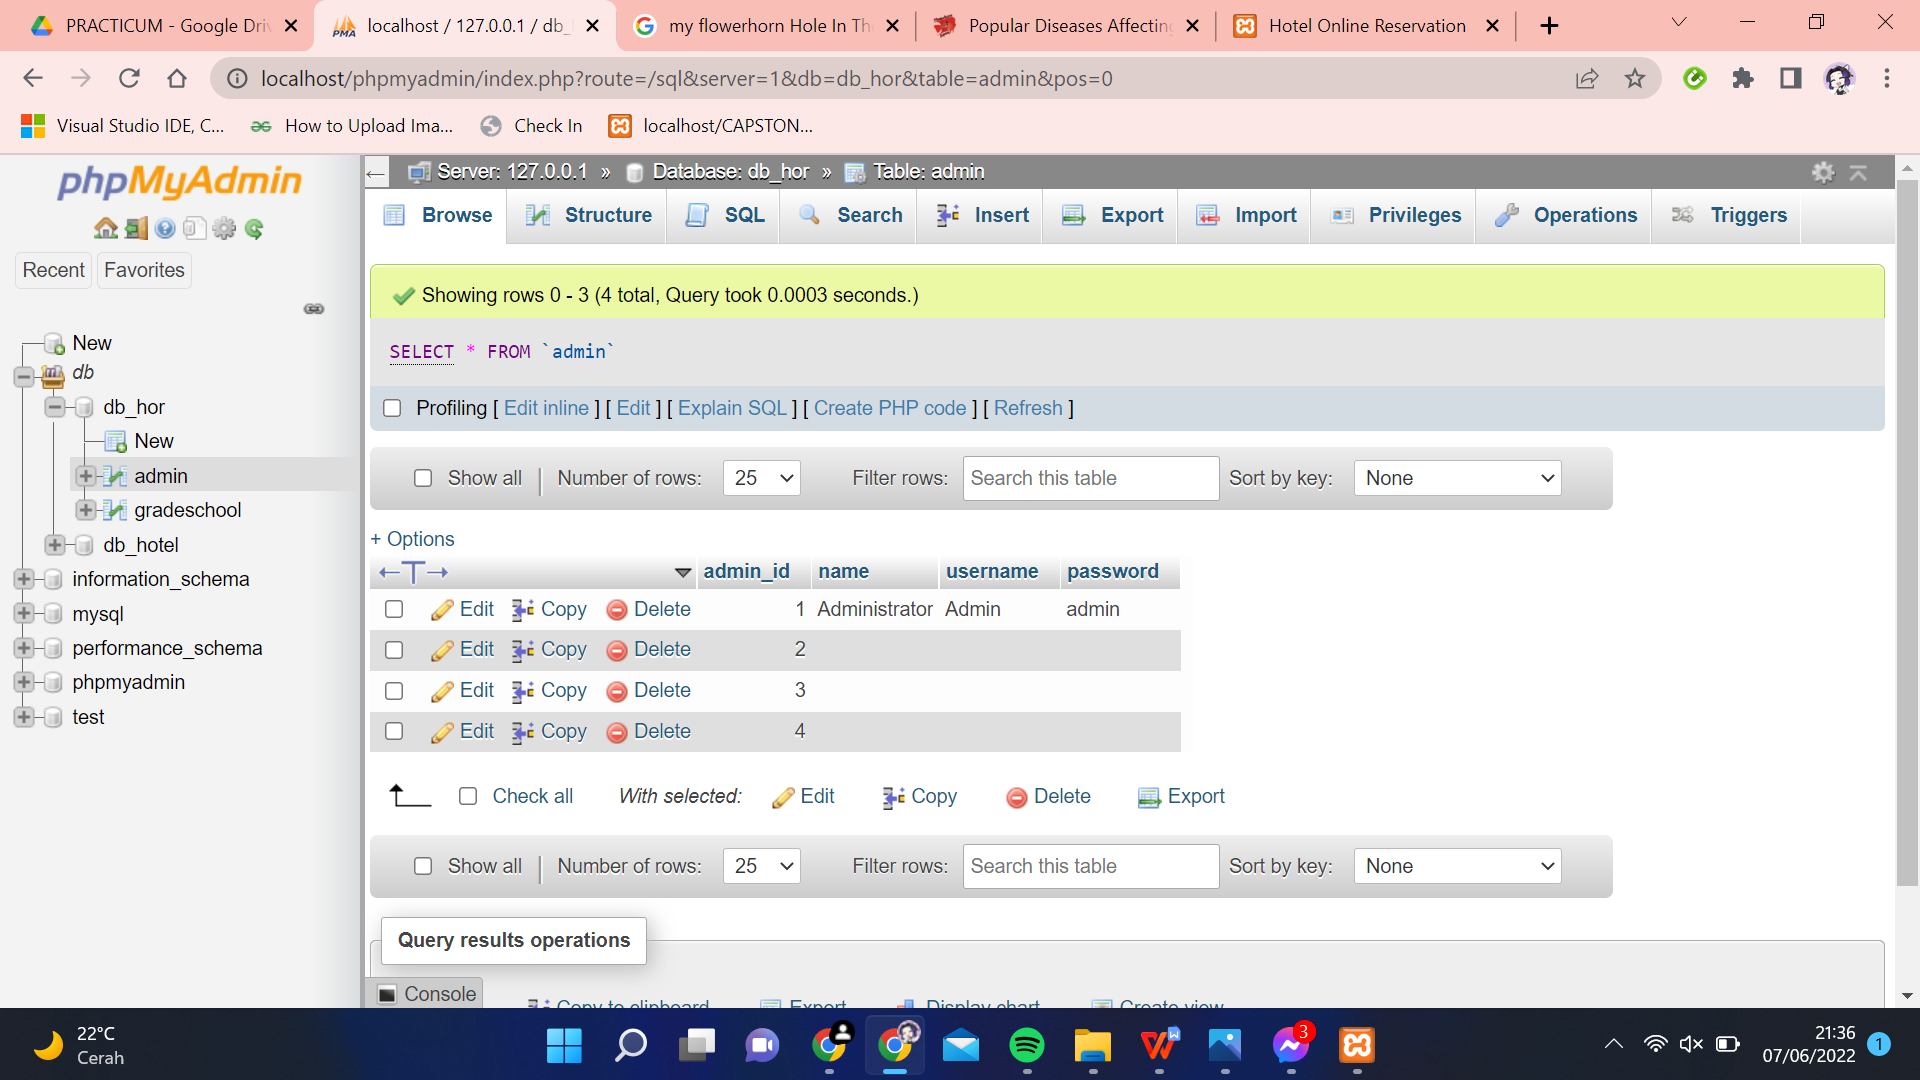 PRACTICUM - Google Driv
localhost / 127.0.0.1 / db_
my flowerhorn Hole In The
Popular Diseases Affecting
Hotel Online Reservation
localhost/phpmyadmin/index.php?route=/sql&server=1&db=db_hor&table=admin&pos=0
Visual Studio IDE, C...
How to Upload Ima...
Check In
localhost/CAPSTON...
phpMyAdmin
Recent
Favorites
New
db
db_hor
New
admin
gradeschool
db_hotel
information_schema
mysql
performance_schema
phpmyadmin
test
Server: 127.0.0.1 » Database: db_hor » Table: admin
Browse
Structure
SQL
Search
Insert
Export
Import
Privileges
Operations
Triggers
Showing rows 0 - 3 (4 total, Query took 0.0003 seconds.)
SELECT * FROM `admin`
Profiling [ Edit inline ] [ Edit ] [ Explain SQL ] [ Create PHP code ] [ Refresh ]
Show all | Number of rows: 25 Filter rows: Search this table Sort by key: None
+ Options
←T→ admin_id name username password
Edit Copy Delete 1 Administrator Admin admin
Edit Copy Delete 2
Edit Copy Delete 3
Edit Copy Delete 4
Check all With selected: Edit Copy Delete Export
Show all | Number of rows: 25 Filter rows: Search this table Sort by key: None
Query results operations
Copy to clipboard Export Display chart Create view
Console
22°C
Cerah
3
21:36
07/06/2022
1